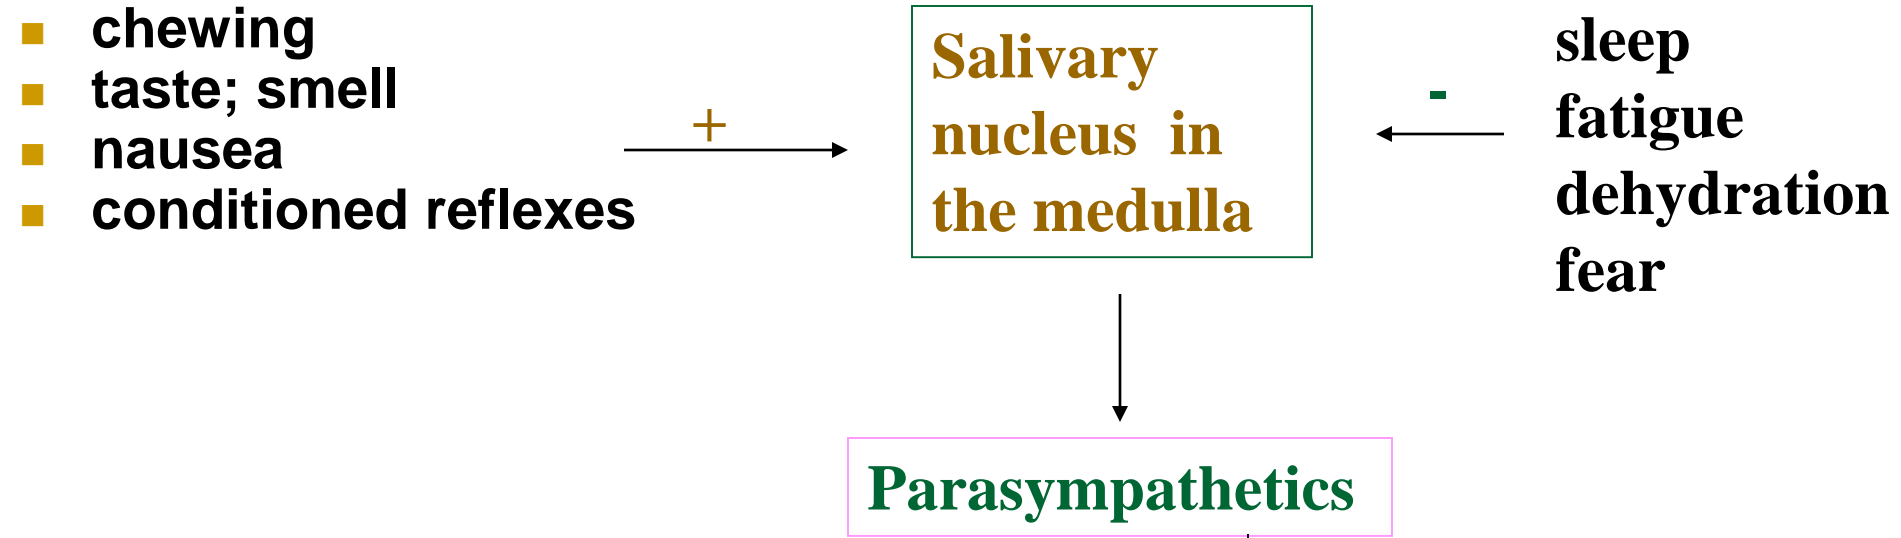 chewing
taste; smell
nausea
conditioned reflexes
+
Salivary
nucleus in
the medulla
-
sleep
fatigue
dehydration
fear
Parasympathetics